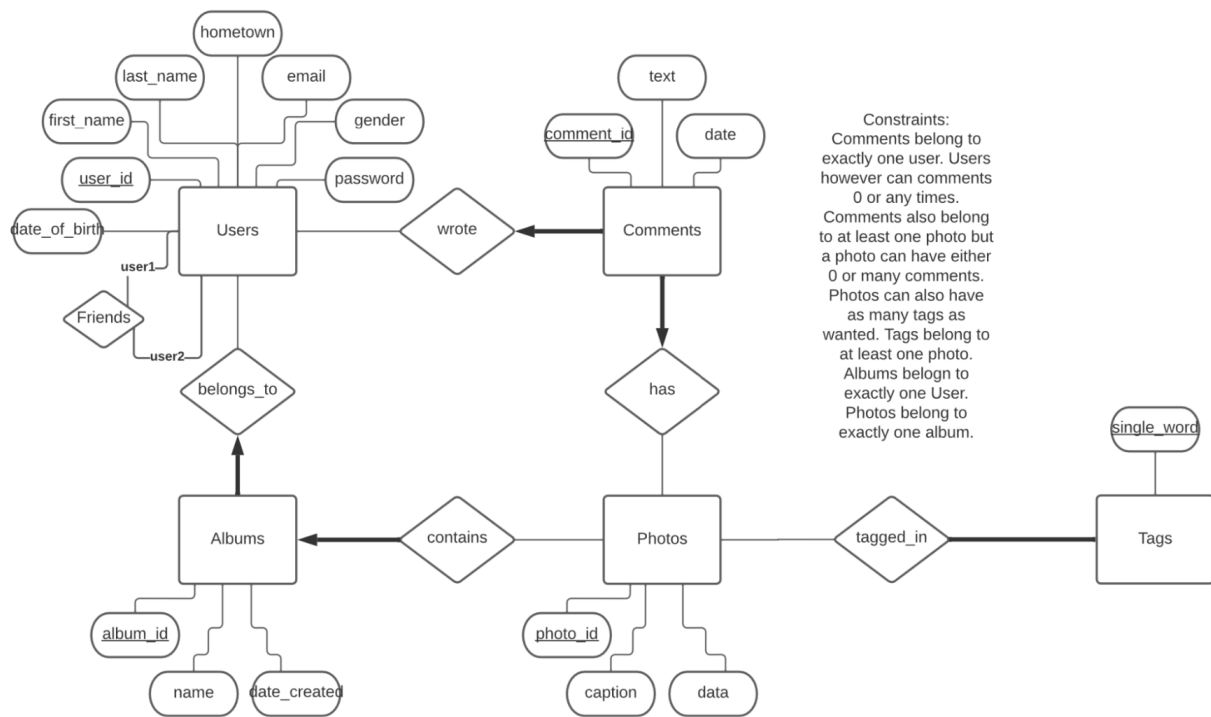 hometown
last_name
email
text
first_name
gender
comment_id
date
user_id
password
date_of_birth
Users
wrote
Comments
user1
Friends
user2
belongs_to
has
Constraints:
Comments belong to
exactly one user. Users
however can comments
0 or any times.
Comments also belong
to at least one photo but
a photo can have either
0 or many comments.
Photos can also have
as many tags as
wanted. Tags belong to
at least one photo.
Albums belogn to
exactly one User.
Photos belong to
exactly one album.
single_word
Albums
contains
Photos
tagged_in
Tags
album_id
photo_id
name
date_created
caption
data